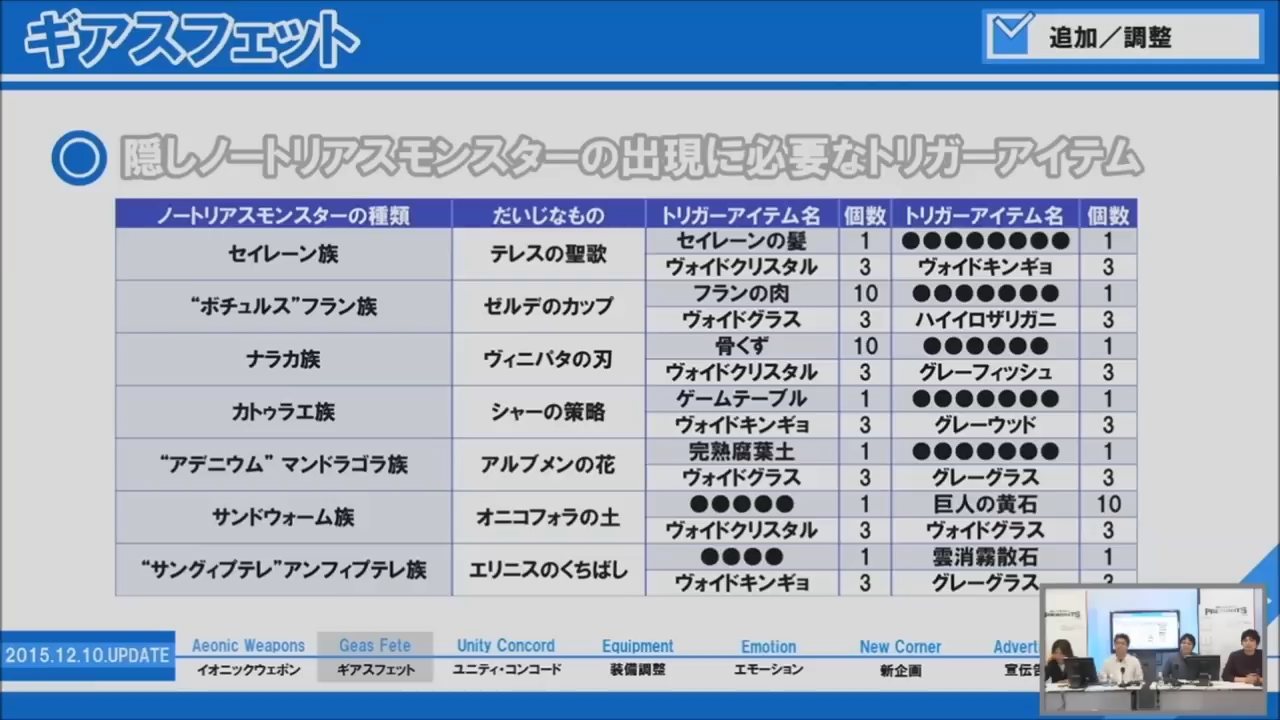 ギアスフェット
追加／調整
隠しノートリアスモンスターの出現に必要なトリガーアイテム
ノートリアスモンスターの種類 だいじなもの トリガーアイテム名 個数 トリガーアイテム名 個数
セイレーン族 テレスの聖歌 セイレーンの髪 1 ●●●●●●●● 1
ヴォイドクリスタル 3 ヴォイドキンギョ 3
“ボチュルス”フラン族 ゼルデのカップ フランの肉 10 ●●●●●●● 1
ヴォイドグラス 3 ハイイロザリガニ 3
ナラカ族 ヴィニパタの刃 骨くず 10 ●●●●●● 1
ヴォイドクリスタル 3 グレーフィッシュ 3
カトゥラエ族 シャーの策略 ゲームテーブル 1 ●●●●●●● 1
ヴォイドキンギョ 3 グレーウッド 3
“アデニウム” マンドラゴラ族 アルブメンの花 完熟腐葉土 1 ●●●●●●● 1
ヴォイドグラス 3 グレーグラス 3
サンドウォーム族 オニコフォラの土 ●●●●● 1 巨人の黄石 10
ヴォイドクリスタル 3 ヴォイドグラス 3
“サングィプテレ”アンフィプテレ族 エリニスのくちばし ●●●● 1 雲消霧散石 1
ヴォイドキンギョ 3 グレーグラス
2015.12.10.UPDATE
Aeonic Weapons Geas Fete Unity Concord Equipment Emotion New Corner Advert
イオニックウェポン ギアスフェット ユニティ・コンコード 装備調整 エモーション 新企画 宣伝